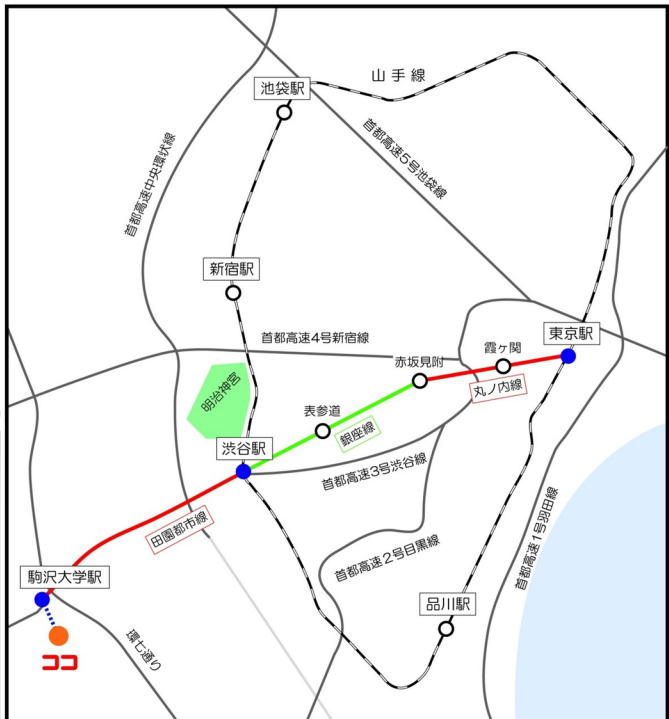 山手線
池袋駅
首都高速5号池袋線
首都高速中央環状線
新宿駅
首都高速4号新宿線
東京駅
霞ヶ関
赤坂見附
丸ノ内線
明治神宮
表参道
銀座線
渋谷駅
首都高速3号渋谷線
田園都市線
首都高速1号羽田線
首都高速2号目黒線
駒沢大学駅
品川駅
環七通り
ココ